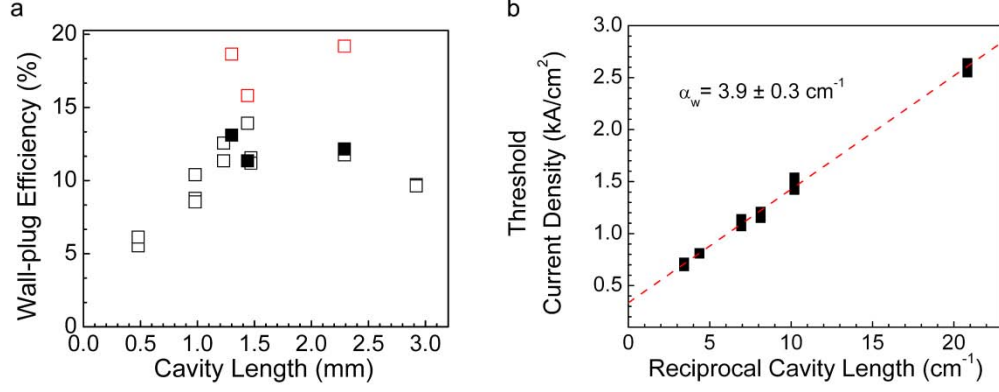 a
20
15
10
5
0
0.0 0.5 1.0 1.5 2.0 2.5 3.0
Wall-plug Efficiency (%)
Cavity Length (mm)
b
3.0
2.5
2.0
1.5
1.0
0.5
0 5 10 15 20
Threshold
Current Density (kA/cm²)
Reciprocal Cavity Length (cm⁻¹)
α_w = 3.9 ± 0.3 cm⁻¹